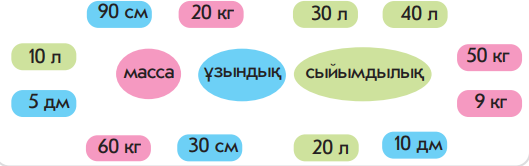 90 см
20 кг
30 л
40 л
10 л
масса
ұзындық
сыйымдылық
50 кг
5 дм
9 кг
60 кг
30 см
20 л
10 дм